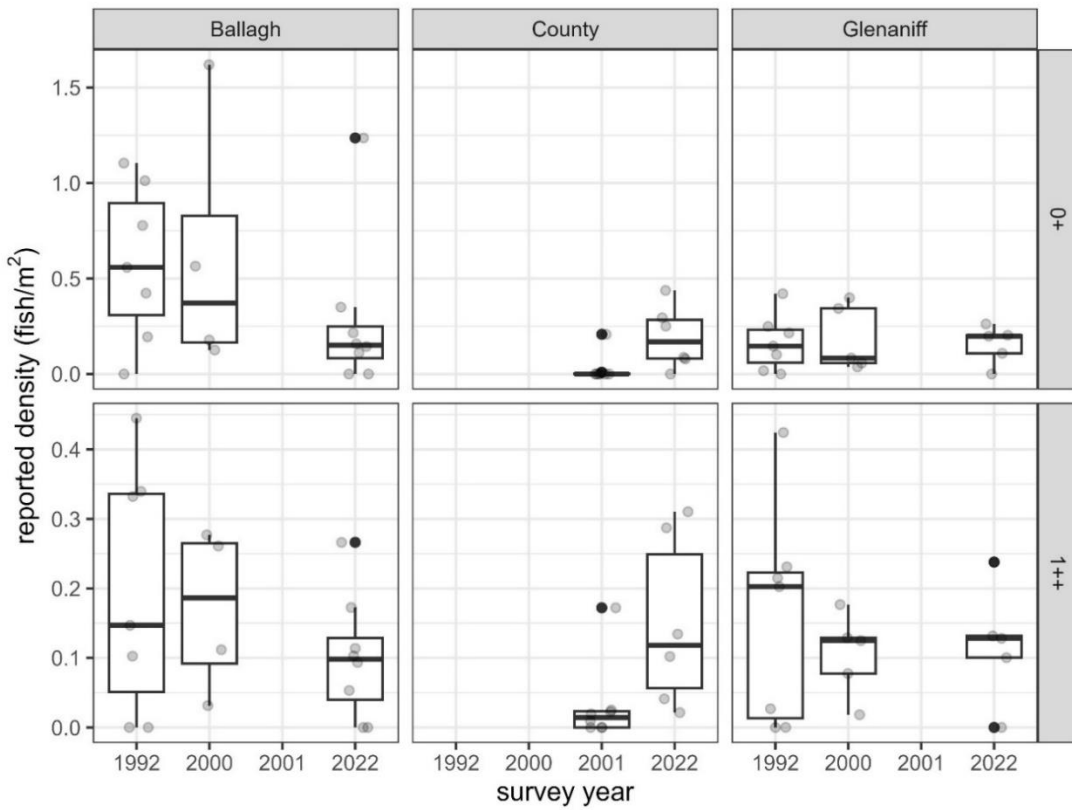 Ballagh County Glenaniff
1.5
1.0
0.5
0.0
0+
0.4
0.3
0.2
0.1
0.0
1++
reported density (fish/m²)
1992 2000 2001 2022 1992 2000 2001 2022 1992 2000 2001 2022
survey year